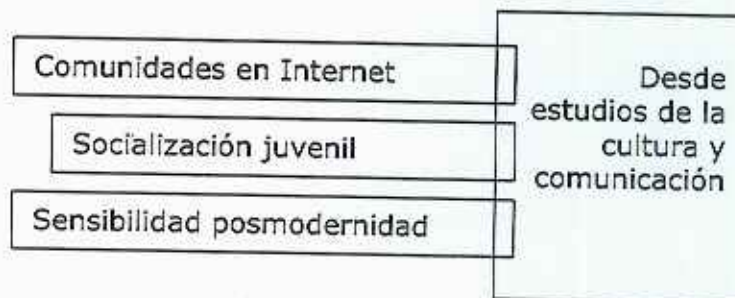 Comunidades en Internet
Socialización juvenil
Sensibilidad posmodernidad
Desde
estudios de la
cultura y
comunicación